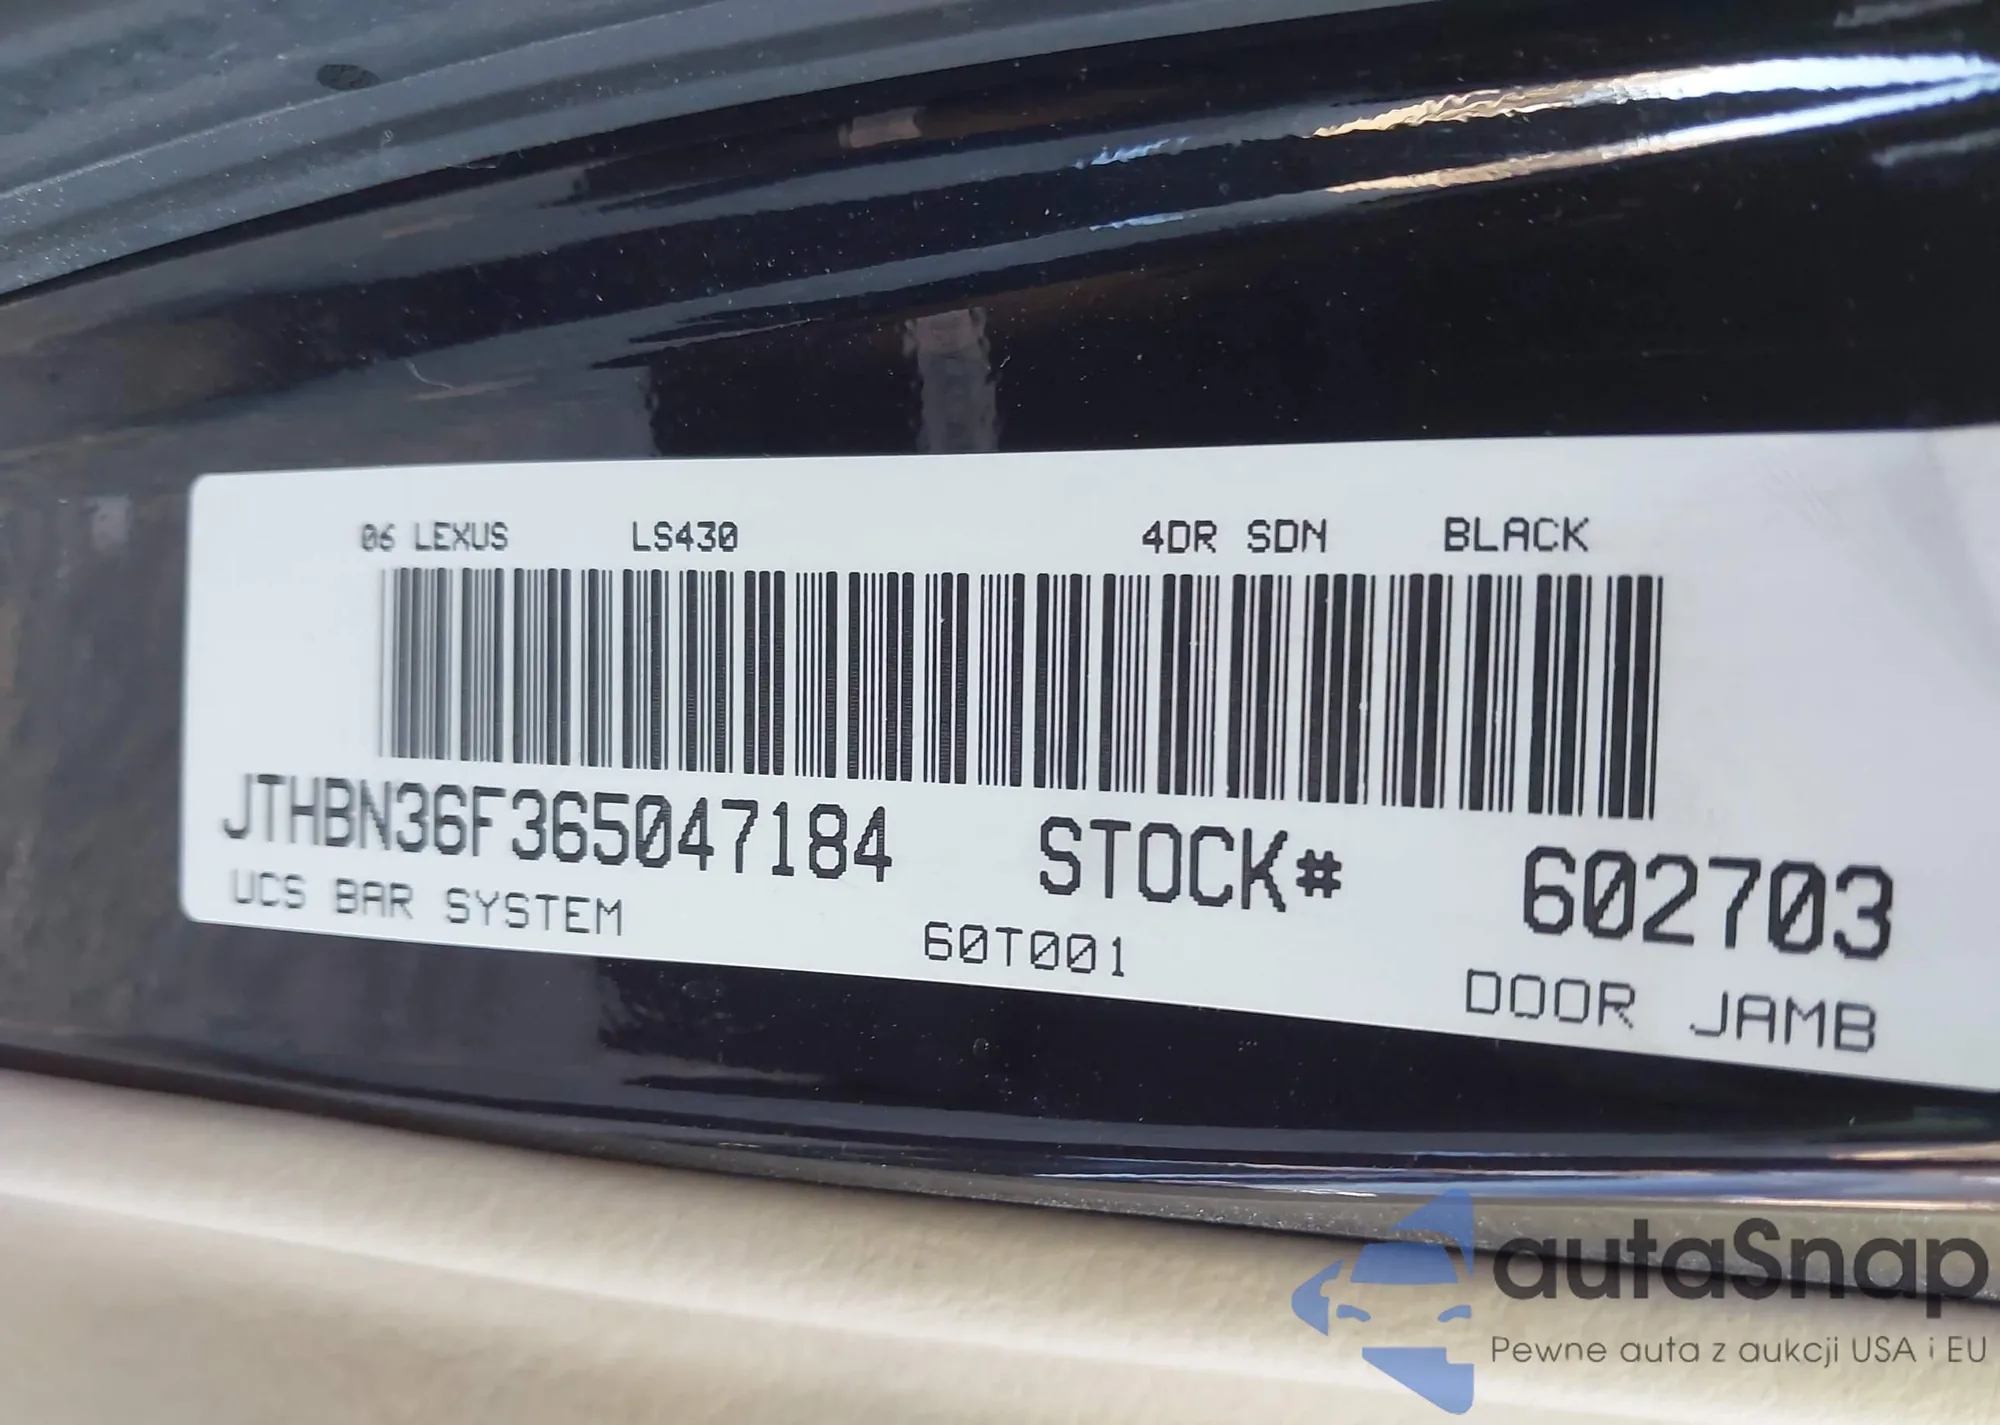 06 LEXUS LS430 4DR SDN BLACK
JTHBN36F365047184 STOCK# 602703
UCS BAR SYSTEM 60T001 DOOR JAMB
autaSnap
Pewne auta z aukcji USA i EU